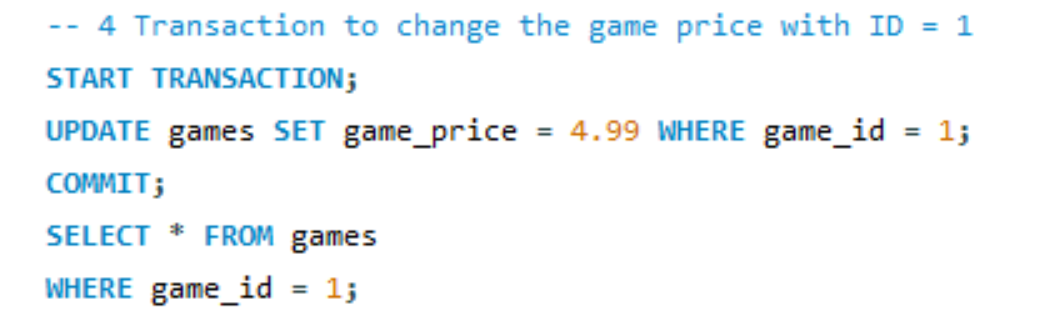 -- 4 Transaction to change the game price with ID = 1
START TRANSACTION;
UPDATE games SET game_price = 4.99 WHERE game_id = 1;
COMMIT;
SELECT * FROM games
WHERE game_id = 1;